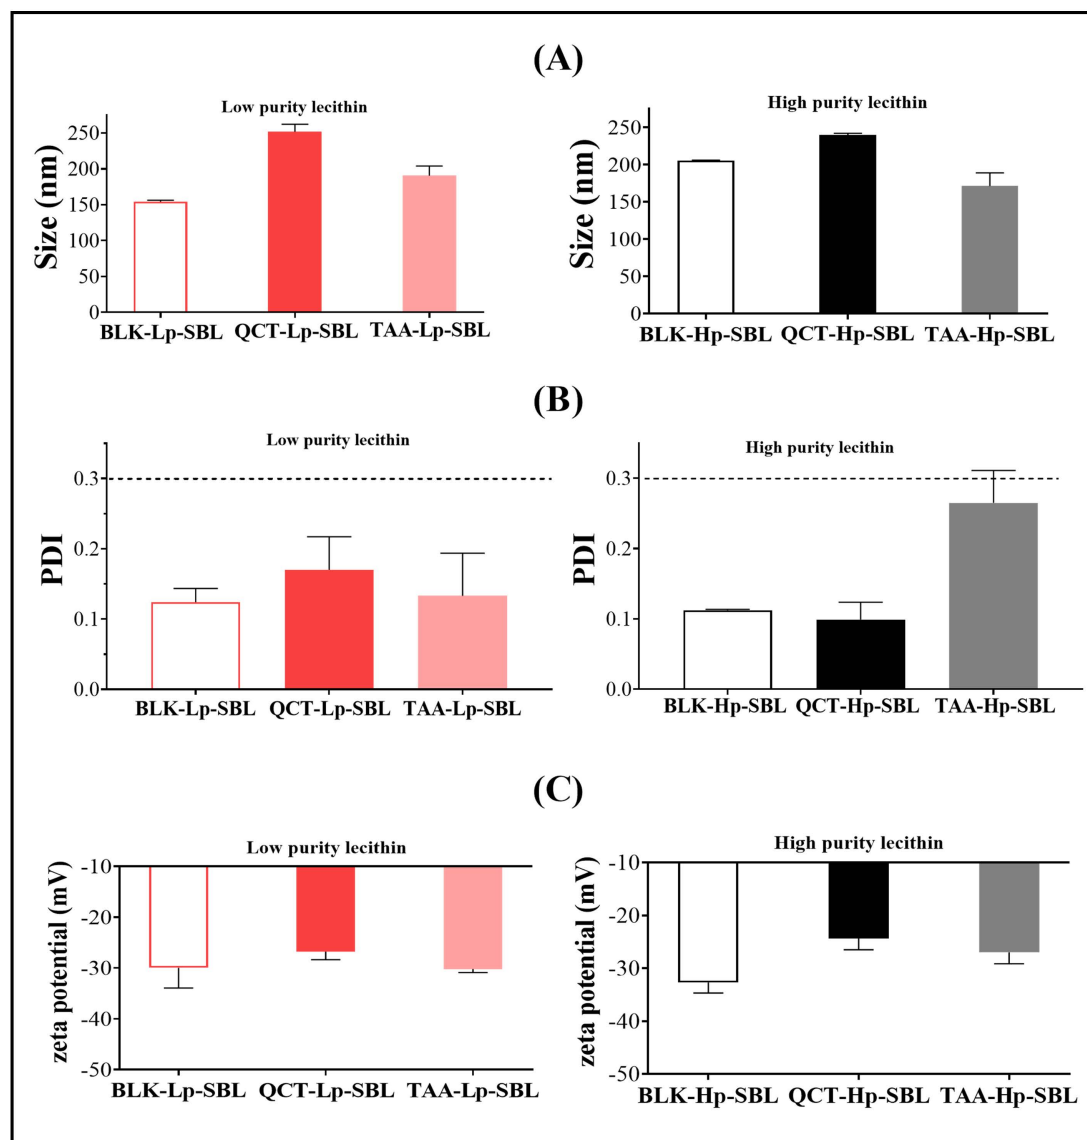 (A)
Low purity lecithin
Size (nm)
250
200
150
100
50
0
BLK-Lp-SBL QCT-Lp-SBL TAA-Lp-SBL
High purity lecithin
Size (nm)
250
200
150
100
50
0
BLK-Hp-SBL QCT-Hp-SBL TAA-Hp-SBL
(B)
Low purity lecithin
PDI
0.3
0.2
0.1
0.0
BLK-Lp-SBL QCT-Lp-SBL TAA-Lp-SBL
High purity lecithin
PDI
0.3
0.2
0.1
0.0
BLK-Hp-SBL QCT-Hp-SBL TAA-Hp-SBL
(C)
Low purity lecithin
zeta potential (mV)
-10
-20
-30
-40
-50
BLK-Lp-SBL QCT-Lp-SBL TAA-Lp-SBL
High purity lecithin
zeta potential (mV)
-10
-20
-30
-40
-50
BLK-Hp-SBL QCT-Hp-SBL TAA-Hp-SBL